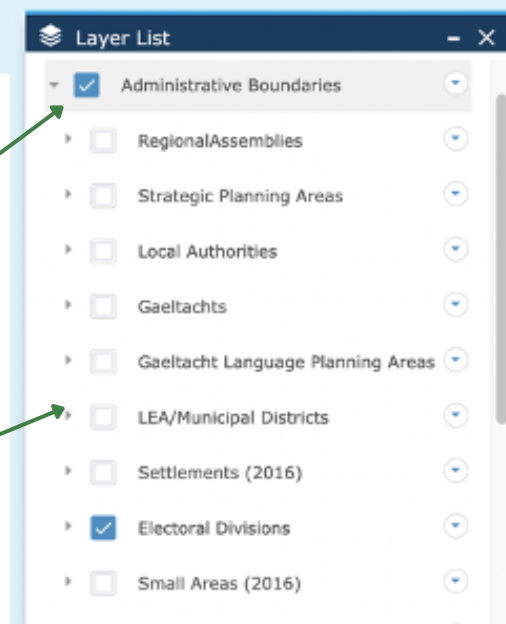 Layer List
Administrative Boundaries
RegionalAssemblies
Strategic Planning Areas
Local Authorities
Gaeltachts
Gaeltacht Language Planning Areas
LEA/Municipal Districts
Settlements (2016)
Electoral Divisions
Small Areas (2016)